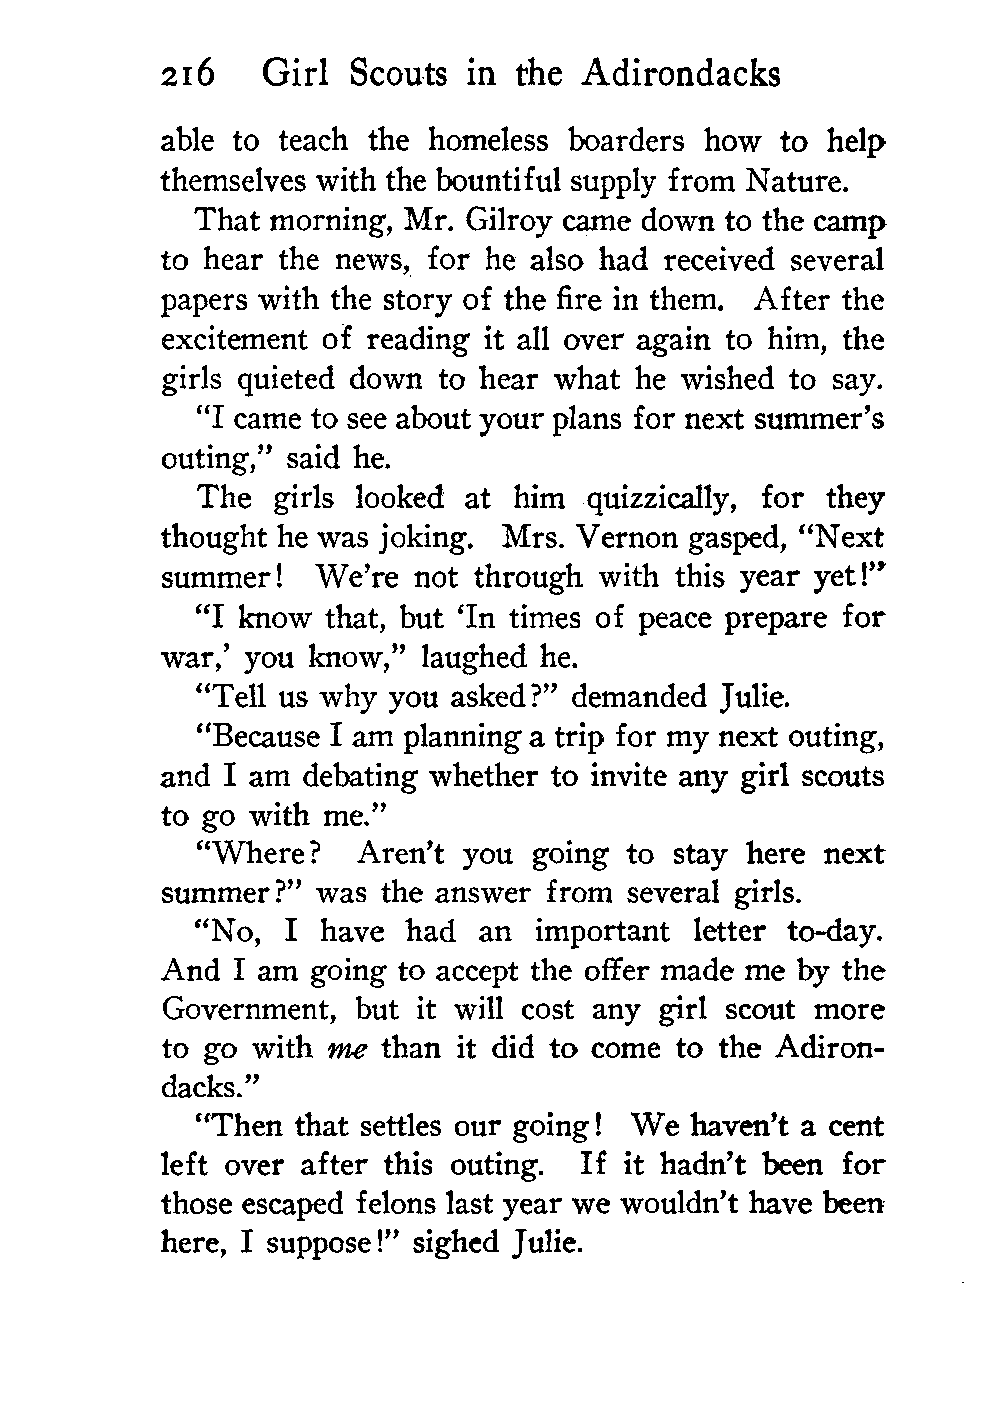 216 Girl Scouts in the Adirondacks
able to teach the homeless boarders how to help
themselves with the bountiful supply from Nature.
That morning, Mr. Gilroy came down to the camp
to hear the news, for he also had received several
papers with the story of the fire in them. After the
excitement of reading it all over again to him, the
girls quieted down to hear what he wished to say.
“I came to see about your plans for next summer’s
outing,” said he.
The girls looked at him quizzically, for they
thought he was joking. Mrs. Vernon gasped, “Next
summer! We’re not through with this year yet!”
“I know that, but ‘In times of peace prepare for
war,’ you know,” laughed he.
“Tell us why you asked?” demanded Julie.
“Because I am planning a trip for my next outing,
and I am debating whether to invite any girl scouts
to go with me.”
“Where? Aren’t you going to stay here next
summer?” was the answer from several girls.
“No, I have had an important letter to-day.
And I am going to accept the offer made me by the
Government, but it will cost any girl scout more
to go with me than it did to come to the Adiron-
dacks.”
“Then that settles our going! We haven’t a cent
left over after this outing. If it hadn’t been for
those escaped felons last year we wouldn’t have been
here, I suppose!” sighed Julie.